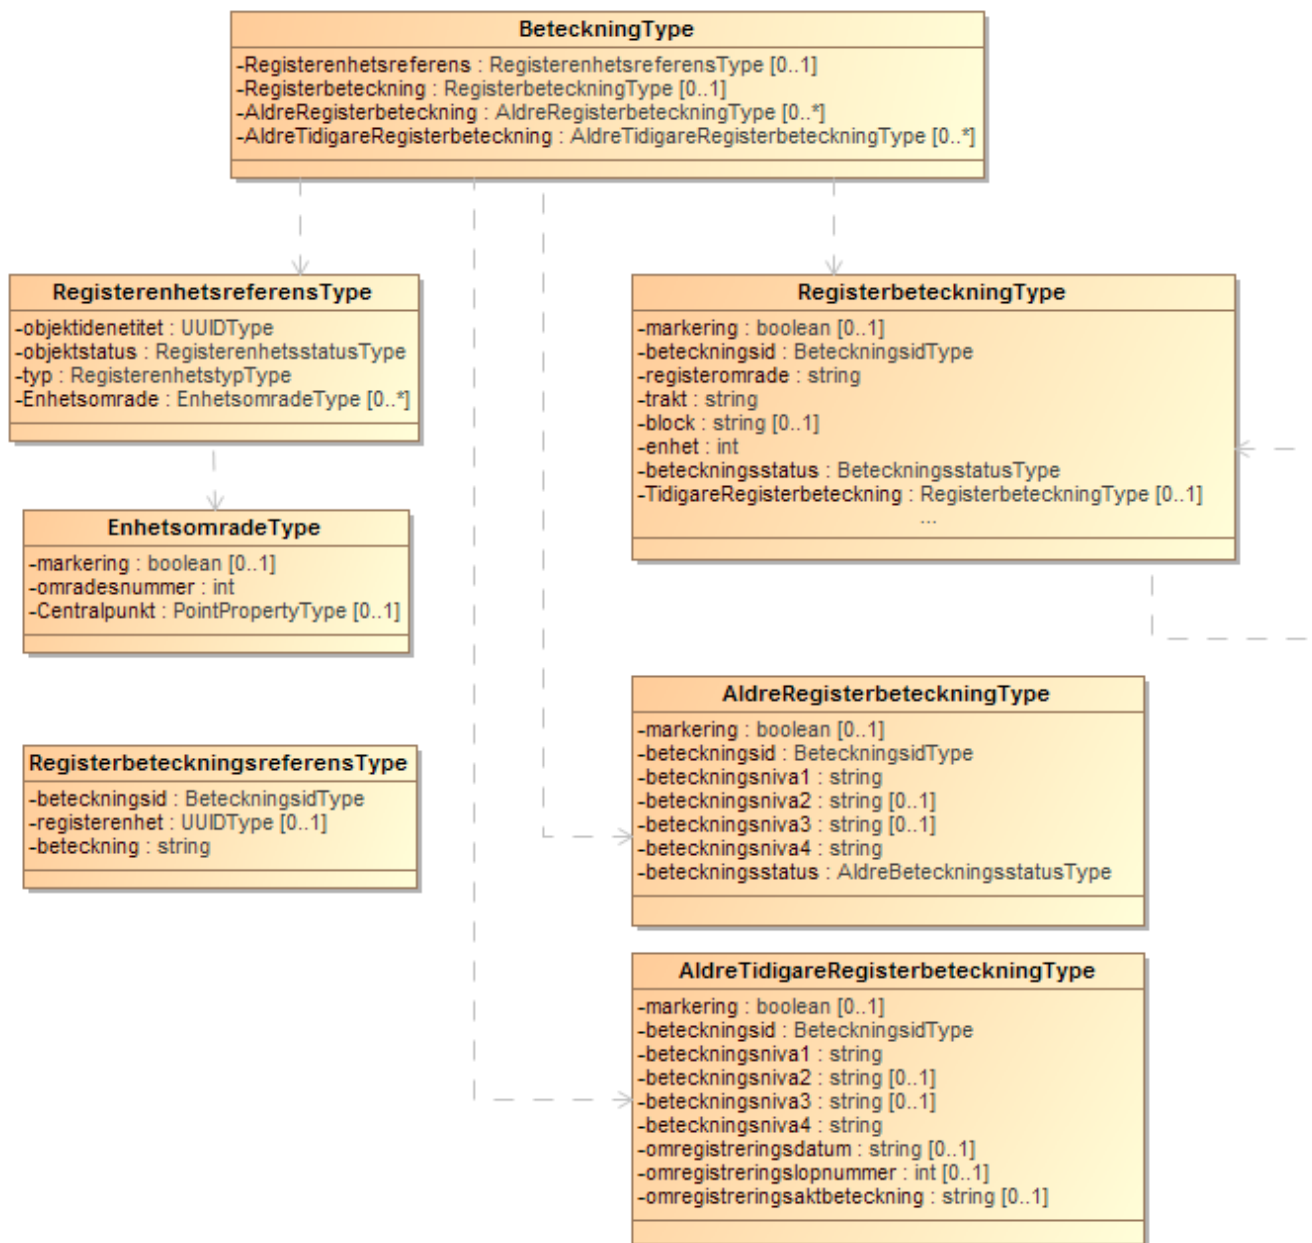 BeteckningType
-Registerenhetsreferens : RegisterenhetsreferensType [0..1]
-Registerbeteckning : RegisterbeteckningType [0..1]
-AldreRegisterbeteckning : AldreRegisterbeteckningType [0..*]
-AldreTidigareRegisterbeteckning : AldreTidigareRegisterbeteckningType [0..*]
RegisterenhetsreferensType
-objektidenetitet : UUIDType
-objektstatus : RegisterenhetsstatusType
-typ : RegisterenhetstypType
-Enhetsomrade : EnhetsomradeType [0..*]
RegisterbeteckningType
-markering : boolean [0..1]
-beteckningsid : BeteckningsidType
-registeromrade : string
-trakt : string
-block : string [0..1]
-enhet : int
-beteckningsstatus : BeteckningsstatusType
-TidigareRegisterbeteckning : RegisterbeteckningType [0..1]
...
EnhetsomradeType
-markering : boolean [0..1]
-omradesnummer : int
-Centralpunkt : PointPropertyType [0..1]
RegisterbeteckningsreferensType
-beteckningsid : BeteckningsidType
-registerenhet : UUIDType [0..1]
-beteckning : string
AldreRegisterbeteckningType
-markering : boolean [0..1]
-beteckningsid : BeteckningsidType
-beteckningsniva1 : string
-beteckningsniva2 : string [0..1]
-beteckningsniva3 : string [0..1]
-beteckningsniva4 : string
-beteckningsstatus : AldreBeteckningsstatusType
AldreTidigareRegisterbeteckningType
-markering : boolean [0..1]
-beteckningsid : BeteckningsidType
-beteckningsniva1 : string
-beteckningsniva2 : string [0..1]
-beteckningsniva3 : string [0..1]
-beteckningsniva4 : string
-omregistreringsdatum : string [0..1]
-omregistreringslopnummer : int [0..1]
-omregistreringsaktbeteckning : string [0..1]